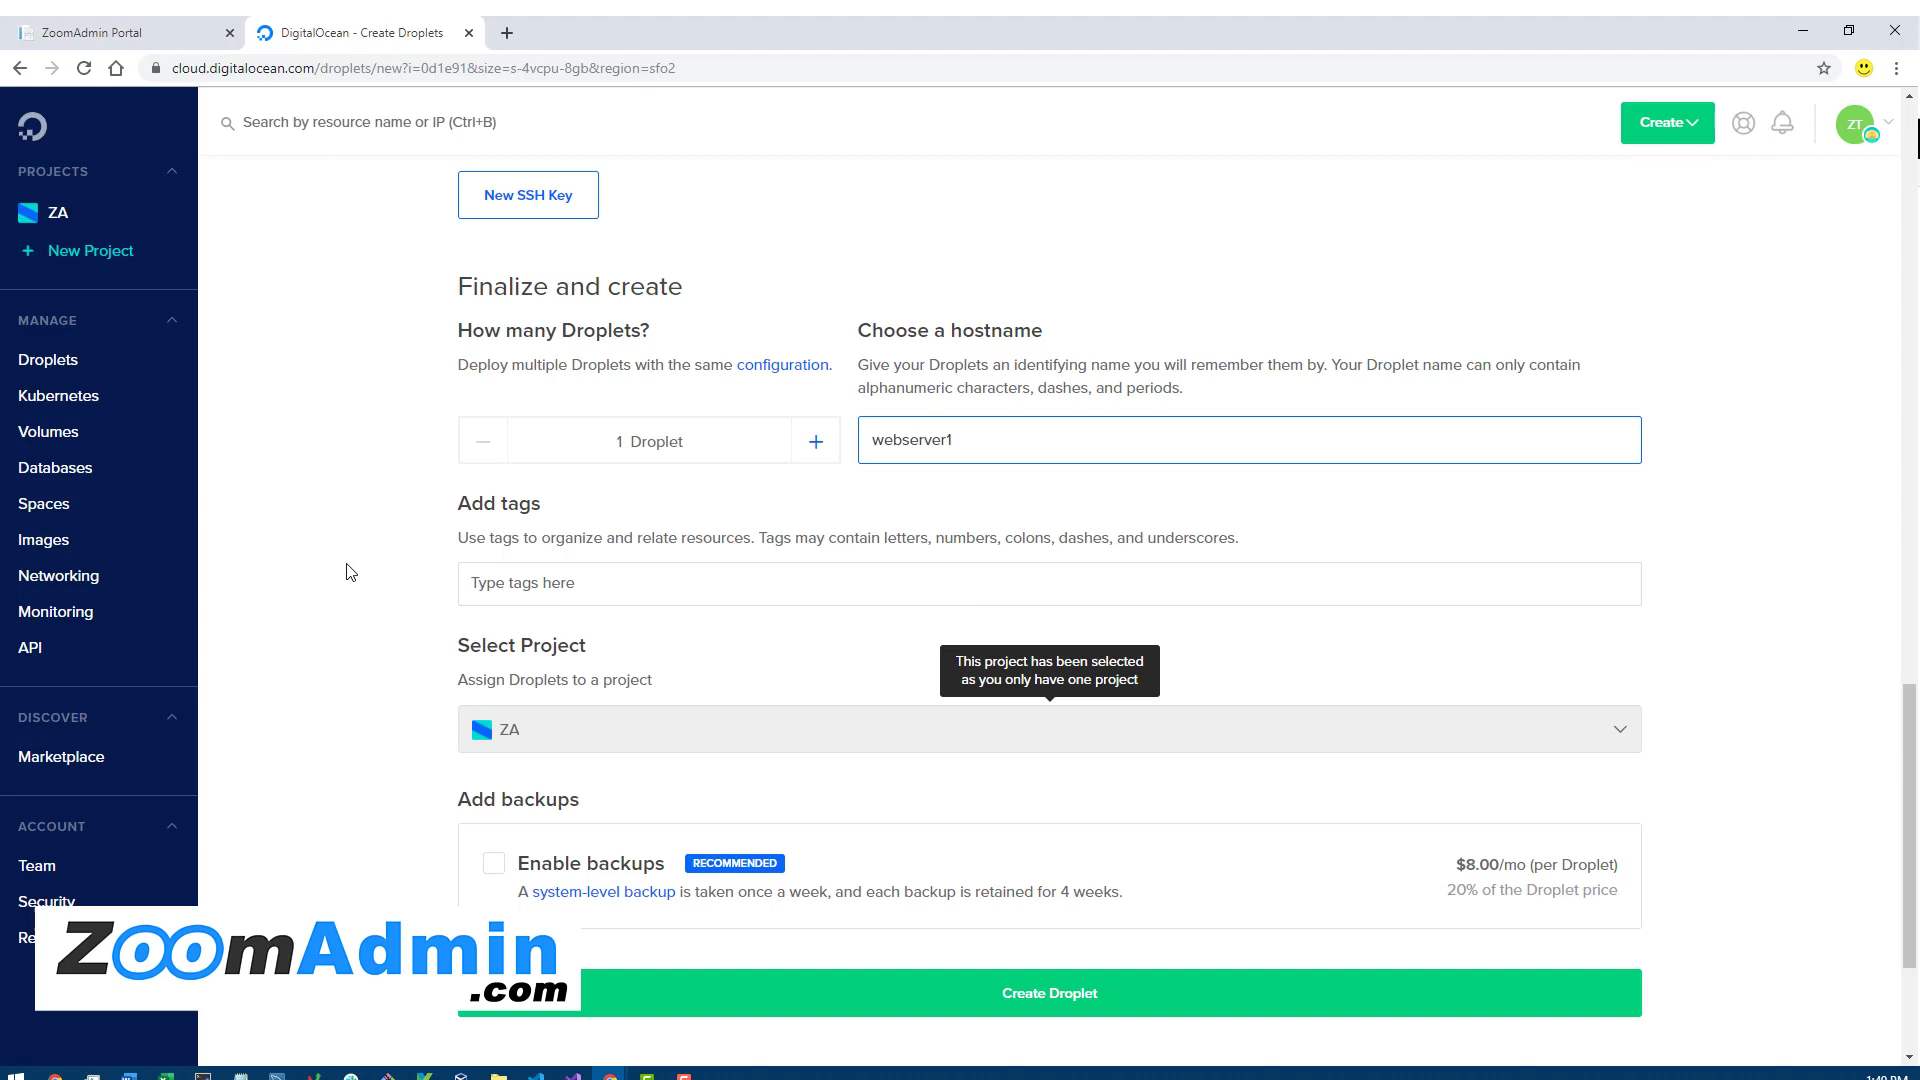 ZoomAdmin Portal
DigitalOcean - Create Droplets
cloud.digitalocean.com/droplets/new?i=0d1e91&size=s-4vcpu-8gb&region=sfo2
Search by resource name or IP (Ctrl+B)
Create
ZT
PROJECTS
ZA
+ New Project
MANAGE
Droplets
Kubernetes
Volumes
Databases
Spaces
Images
Networking
Monitoring
API
DISCOVER
Marketplace
ACCOUNT
Team
Security
Re
New SSH Key
Finalize and create
How many Droplets?
Deploy multiple Droplets with the same configuration.
1 Droplet
Choose a hostname
Give your Droplets an identifying name you will remember them by. Your Droplet name can only contain
alphanumeric characters, dashes, and periods.
webserver1
Add tags
Use tags to organize and relate resources. Tags may contain letters, numbers, colons, dashes, and underscores.
Type tags here
Select Project
Assign Droplets to a project
This project has been selected
as you only have one project
ZA
Add backups
Enable backups RECOMMENDED
A system-level backup is taken once a week, and each backup is retained for 4 weeks.
$8.00/mo (per Droplet)
20% of the Droplet price
Create Droplet
ZoomAdmin
.com